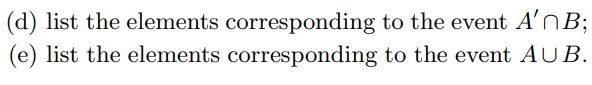 (d) list the elements corresponding to the event A′∩B;
(e) list the elements corresponding to the event A∪B.